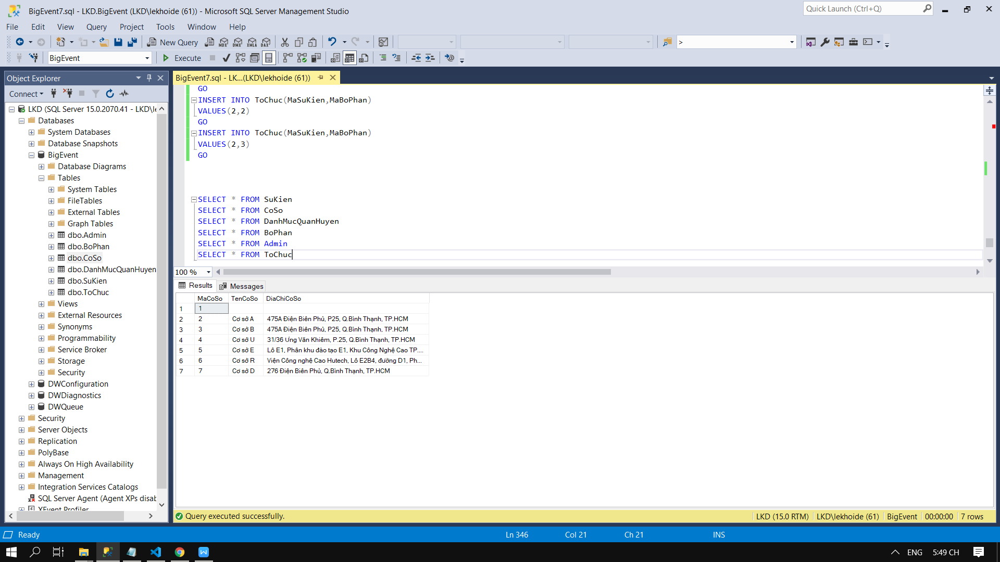 BigEvent7.sql - LKD.BigEvent (LKD\lekhoide (61)) - Microsoft SQL Server Management Studio
Quick Launch (Ctrl+Q)
File Edit View Query Project Tools Window Help
New Query
MDX DMX XMLA DAX
>
BigEvent
Execute
Object Explorer
Connect
LKD (SQL Server 15.0.2070.41 - LKD\le
Databases
System Databases
Database Snapshots
BigEvent
Database Diagrams
Tables
System Tables
FileTables
External Tables
Graph Tables
dbo.Admin
dbo.BoPhan
dbo.CoSo
dbo.DanhMucQuanHuyen
dbo.SuKien
dbo.ToChuc
Views
External Resources
Synonyms
Programmability
Service Broker
Storage
Security
DWConfiguration
DWDiagnostics
DWQueue
Security
Server Objects
Replication
PolyBase
Always On High Availability
Management
Integration Services Catalogs
SQL Server Agent (Agent XPs disab
XEvent Profiler
BigEvent7.sql - LK...(LKD\lekhoide (61))
GO
INSERT INTO ToChuc(MaSuKien,MaBoPhan)
VALUES(2,2)
GO
INSERT INTO ToChuc(MaSuKien,MaBoPhan)
VALUES(2,3)
GO
SELECT * FROM SuKien
SELECT * FROM CoSo
SELECT * FROM DanhMucQuanHuyen
SELECT * FROM BoPhan
SELECT * FROM Admin
SELECT * FROM ToChuc
100 %
Results Messages
MaCoSo TenCoSo DiaChiCoSo
1 1
2 2 Cơ sở A 475A Điện Biên Phủ, P25, Q.Bình Thạnh, TP.HCM
3 3 Cơ sở B 475A Điện Biên Phủ, P25, Q.Bình Thạnh, TP.HCM
4 4 Cơ sở U 31/36 Ung Văn Khiêm, P.25, Q.Bình Thạnh, TP.HCM
5 5 Cơ sở E Lô E1, Phân khu đào tạo E1, Khu Công Nghệ Cao TP....
6 6 Cơ sở R Viện Công nghệ Cao Hutech, Lô E2B4, đường D1, Ph...
7 7 Cơ sở D 276 Điện Biên Phủ, Q.Bình Thạnh, TP.HCM
Query executed successfully.
LKD (15.0 RTM) LKD\lekhoide (61) BigEvent 00:00:00 7 rows
Ready
Ln 346 Col 21 Ch 21 INS
ENG 5:49 CH